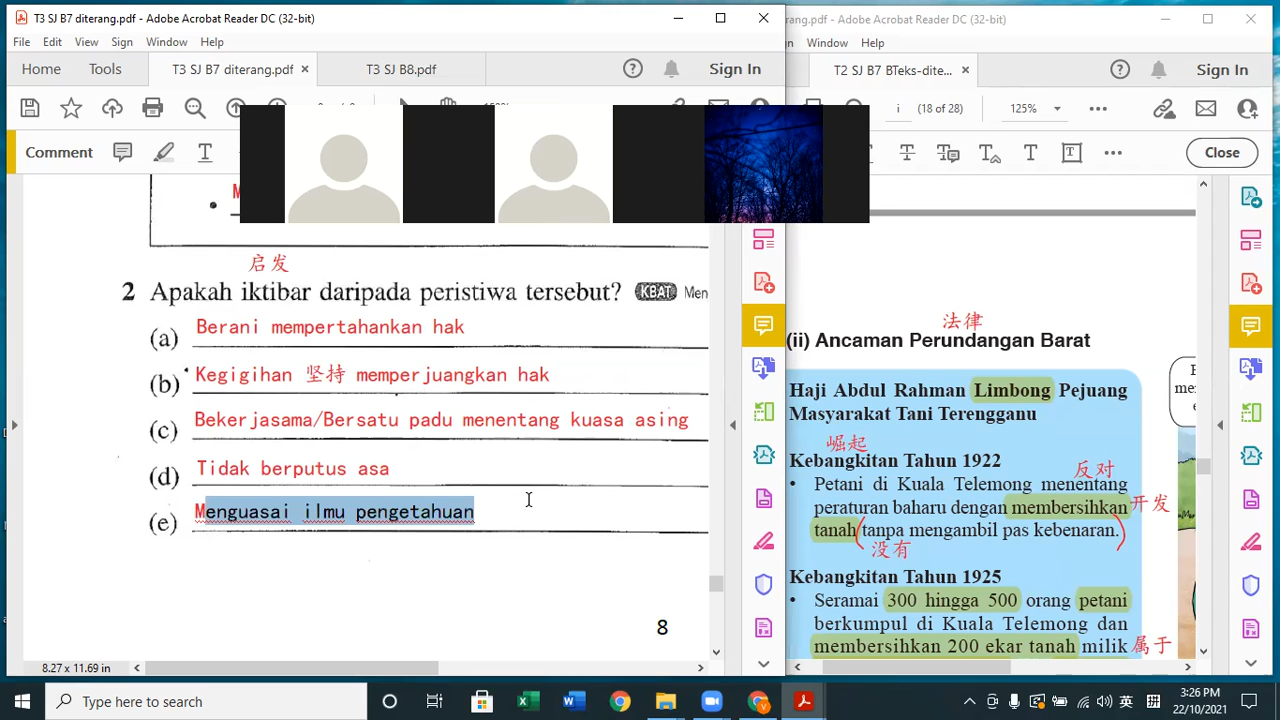 T3 SJ B7 diterang.pdf - Adobe Acrobat Reader DC (32-bit)
File Edit View Sign Window Help
Home Tools T3 SJ B7 diterang.pdf × T3 SJ B8.pdf Sign In
Comment
启发
2 Apakah iktibar daripada peristiwa tersebut? KBAT Men
(a) Berani mempertahankan hak
(b) Kegigihan 坚持 memperjuangkan hak
(c) Bekerjasama/Bersatu padu menentang kuasa asing
(d) Tidak berputus asa
(e) Menguasai ilmu pengetahuan
8
8.27 x 11.69 in
rang.pdf - Adobe Acrobat Reader DC (32-bit)
n Window Help
T2 SJ B7 BTeks-dite... × Sign In
i (18 of 28) 125%
Close
法律
(ii) Ancaman Perundangan Barat
Haji Abdul Rahman Limbong Pejuang
Masyarakat Tani Terengganu
崛起
Kebangkitan Tahun 1922
反对
• Petani di Kuala Telemong menentang
peraturan baharu dengan membersihkan 开发
tanah (tanpa mengambil pas kebenaran.)
没有
Kebangkitan Tahun 1925
• Seramai 300 hingga 500 orang petani
berkumpul di Kuala Telemong dan
membersihkan 200 ekar tanah milik 属于
Type here to search
英 拼 3:26 PM
22/10/2021